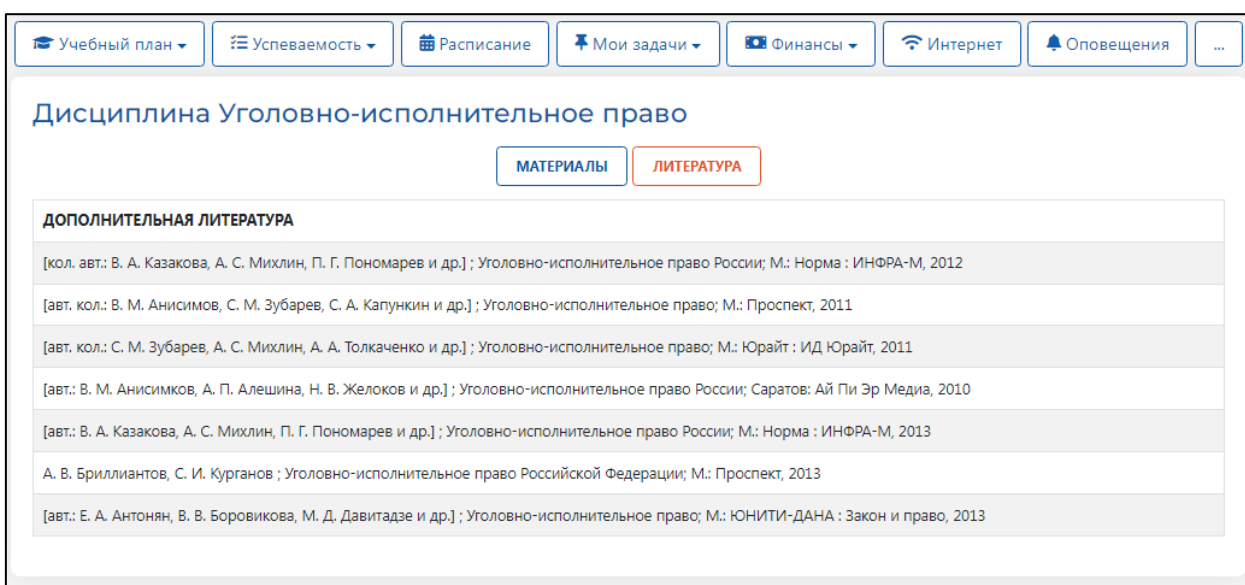 Учебный план
Успеваемость
Расписание
Мои задачи
Финансы
Интернет
Оповещения
...
Дисциплина Уголовно-исполнительное право
МАТЕРИАЛЫ
ЛИТЕРАТУРА
ДОПОЛНИТЕЛЬНАЯ ЛИТЕРАТУРА
[кол. авт.: В. А. Казакова, А. С. Михлин, П. Г. Пономарев и др.] ; Уголовно-исполнительное право России; М.: Норма : ИНФРА-М, 2012
[авт. кол.: В. М. Анисимов, С. М. Зубарев, С. А. Капункин и др.] ; Уголовно-исполнительное право; М.: Проспект, 2011
[авт. кол.: С. М. Зубарев, А. С. Михлин, А. А. Толкаченко и др.] ; Уголовно-исполнительное право; М.: Юрайт : ИД Юрайт, 2011
[авт.: В. М. Анисимков, А. П. Алешина, Н. В. Желоков и др.] ; Уголовно-исполнительное право России; Саратов: Ай Пи Эр Медиа, 2010
[авт.: В. А. Казакова, А. С. Михлин, П. Г. Пономарев и др.] ; Уголовно-исполнительное право России; М.: Норма : ИНФРА-М, 2013
А. В. Бриллиантов, С. И. Курганов ; Уголовно-исполнительное право Российской Федерации; М.: Проспект, 2013
[авт.: Е. А. Антонян, В. В. Боровикова, М. Д. Давитадзе и др.] ; Уголовно-исполнительное право; М.: ЮНИТИ-ДАНА : Закон и право, 2013